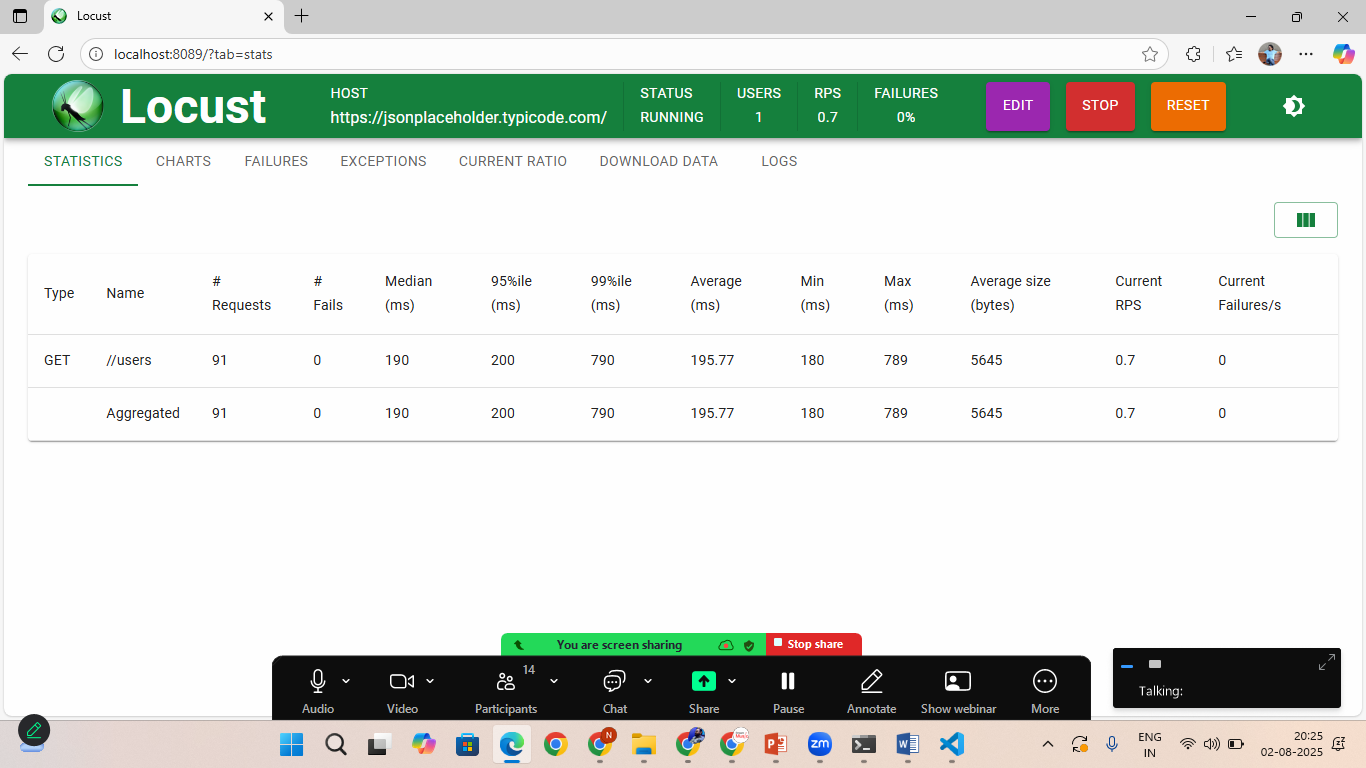 Locust
localhost:8089/?tab=stats
Locust
HOST
https://jsonplaceholder.typicode.com/
STATUS
RUNNING
USERS
1
RPS
0.7
FAILURES
0%
EDIT
STOP
RESET
STATISTICS CHARTS FAILURES EXCEPTIONS CURRENT RATIO DOWNLOAD DATA LOGS
Type Name # Requests # Fails Median (ms) 95%ile (ms) 99%ile (ms) Average (ms) Min (ms) Max (ms) Average size (bytes) Current RPS Current Failures/s
GET //users 91 0 190 200 790 195.77 180 789 5645 0.7 0
Aggregated 91 0 190 200 790 195.77 180 789 5645 0.7 0
You are screen sharing Stop share
14
Audio Video Participants Chat Share Pause Annotate Show webinar More
Talking:
N
zm
ENG
IN
20:25
02-08-2025